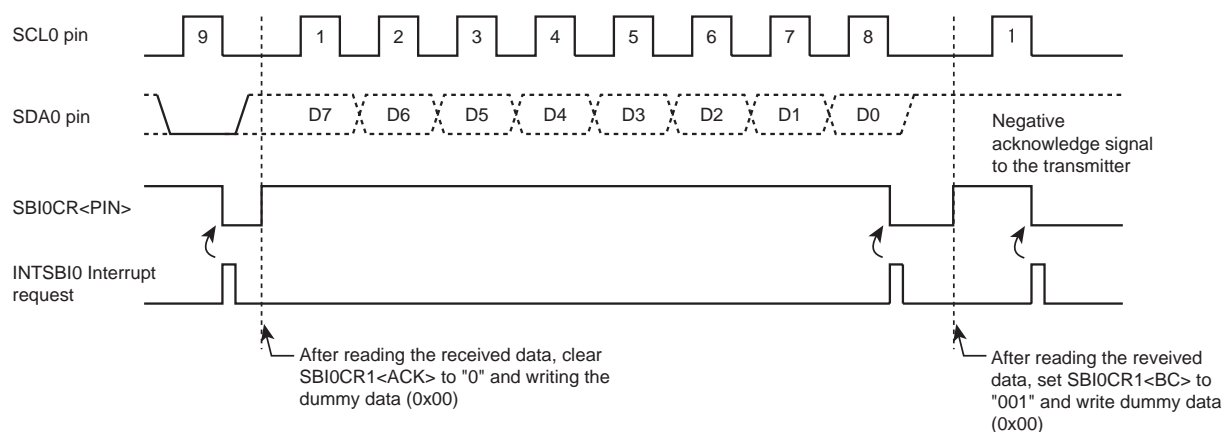 SCL0 pin
9 1 2 3 4 5 6 7 8 1
SDA0 pin
D7 D6 D5 D4 D3 D2 D1 D0
Negative
acknowledge signal
to the transmitter
SBI0CR<PIN>
INTSBI0 Interrupt
request
After reading the received data, clear
SBI0CR1<ACK> to "0" and writing the
dummy data (0x00)
After reading the reveived
data, set SBI0CR1<BC> to
"001" and write dummy data
(0x00)